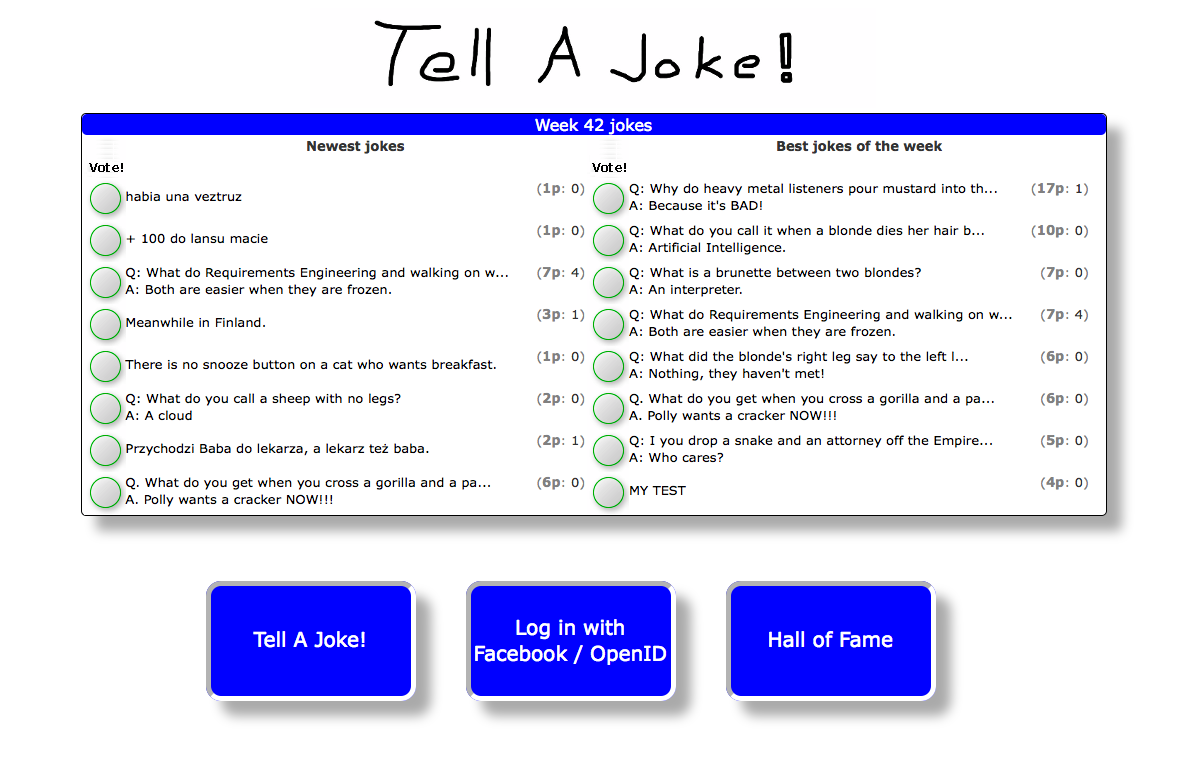 Tell A Joke!
Week 42 jokes
Newest jokes
Vote!
habia una veztruz (1p: 0)
+ 100 do lansu macie (1p: 0)
Q: What do Requirements Engineering and walking on w... (7p: 4)
A: Both are easier when they are frozen.
Meanwhile in Finland. (3p: 1)
There is no snooze button on a cat who wants breakfast. (1p: 0)
Q: What do you call a sheep with no legs? (2p: 0)
A: A cloud
Przychodzi Baba do lekarza, a lekarz też baba. (2p: 1)
Q. What do you get when you cross a gorilla and a pa... (6p: 0)
A. Polly wants a cracker NOW!!!
Best jokes of the week
Vote!
Q: Why do heavy metal listeners pour mustard into th... (17p: 1)
A: Because it's BAD!
Q: What do you call it when a blonde dies her hair b... (10p: 0)
A: Artificial Intelligence.
Q: What is a brunette between two blondes? (7p: 0)
A: An interpreter.
Q: What do Requirements Engineering and walking on w... (7p: 4)
A: Both are easier when they are frozen.
Q: What did the blonde's right leg say to the left l... (6p: 0)
A: Nothing, they haven't met!
Q. What do you get when you cross a gorilla and a pa... (6p: 0)
A. Polly wants a cracker NOW!!!
Q: I you drop a snake and an attorney off the Empire... (5p: 0)
A: Who cares?
MY TEST (4p: 0)
Tell A Joke!
Log in with
Facebook / OpenID
Hall of Fame